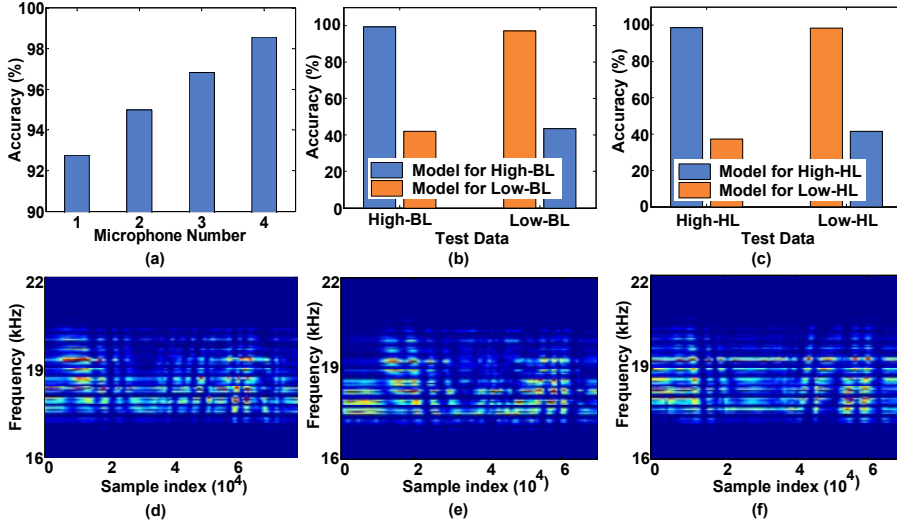 100
98
96
94
92
90
Accuracy (%)
1 2 3 4
Microphone Number
(a)
100
80
60
40
20
0
Accuracy (%)
Model for High-BL
Model for Low-BL
High-BL Low-BL
Test Data
(b)
100
80
60
40
20
0
Accuracy (%)
Model for High-HL
Model for Low-HL
High-HL Low-HL
Test Data
(c)
22
19
16
Frequency (kHz)
0 2 4 6
Sample index (10^4)
(d)
22
19
16
Frequency (kHz)
0 2 4 6
Sample index (10^4)
(e)
22
19
16
Frequency (kHz)
0 2 4 6
Sample index (10^4)
(f)